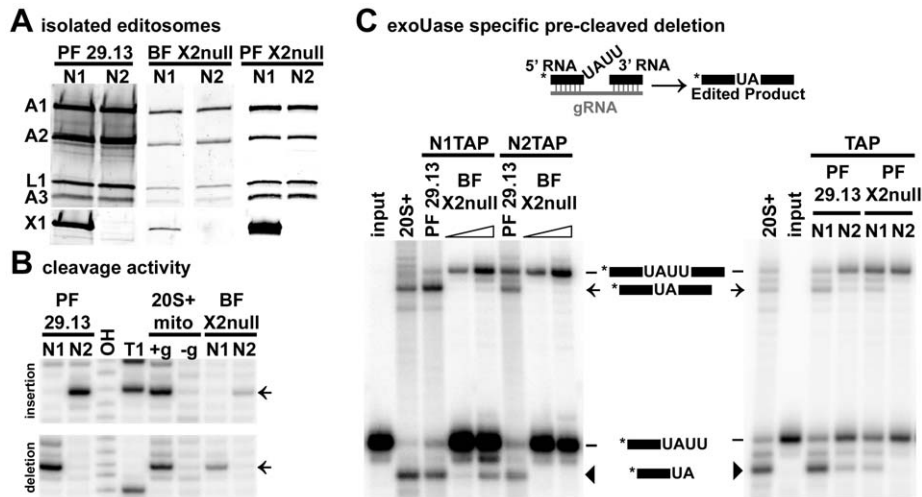 A isolated editosomes
PF 29.13 BF X2null PF X2null
N1 N2 N1 N2 N1 N2
A1
A2
L1
A3
X1
B cleavage activity
PF 29.13 20S+ mito BF X2null
N1 N2 OH T1 +g -g N1 N2
insertion
deletion
C exoUase specific pre-cleaved deletion
5' RNA UAUU 3' RNA
* * UA
gRNA Edited Product
N1TAP N2TAP
input 20S+ PF 29.13 BF X2null PF 29.13 BF X2null
* UAUU
* UA
* UAUU
* UA
TAP
PF 29.13 PF X2null
20S+ input N1 N2 N1 N2